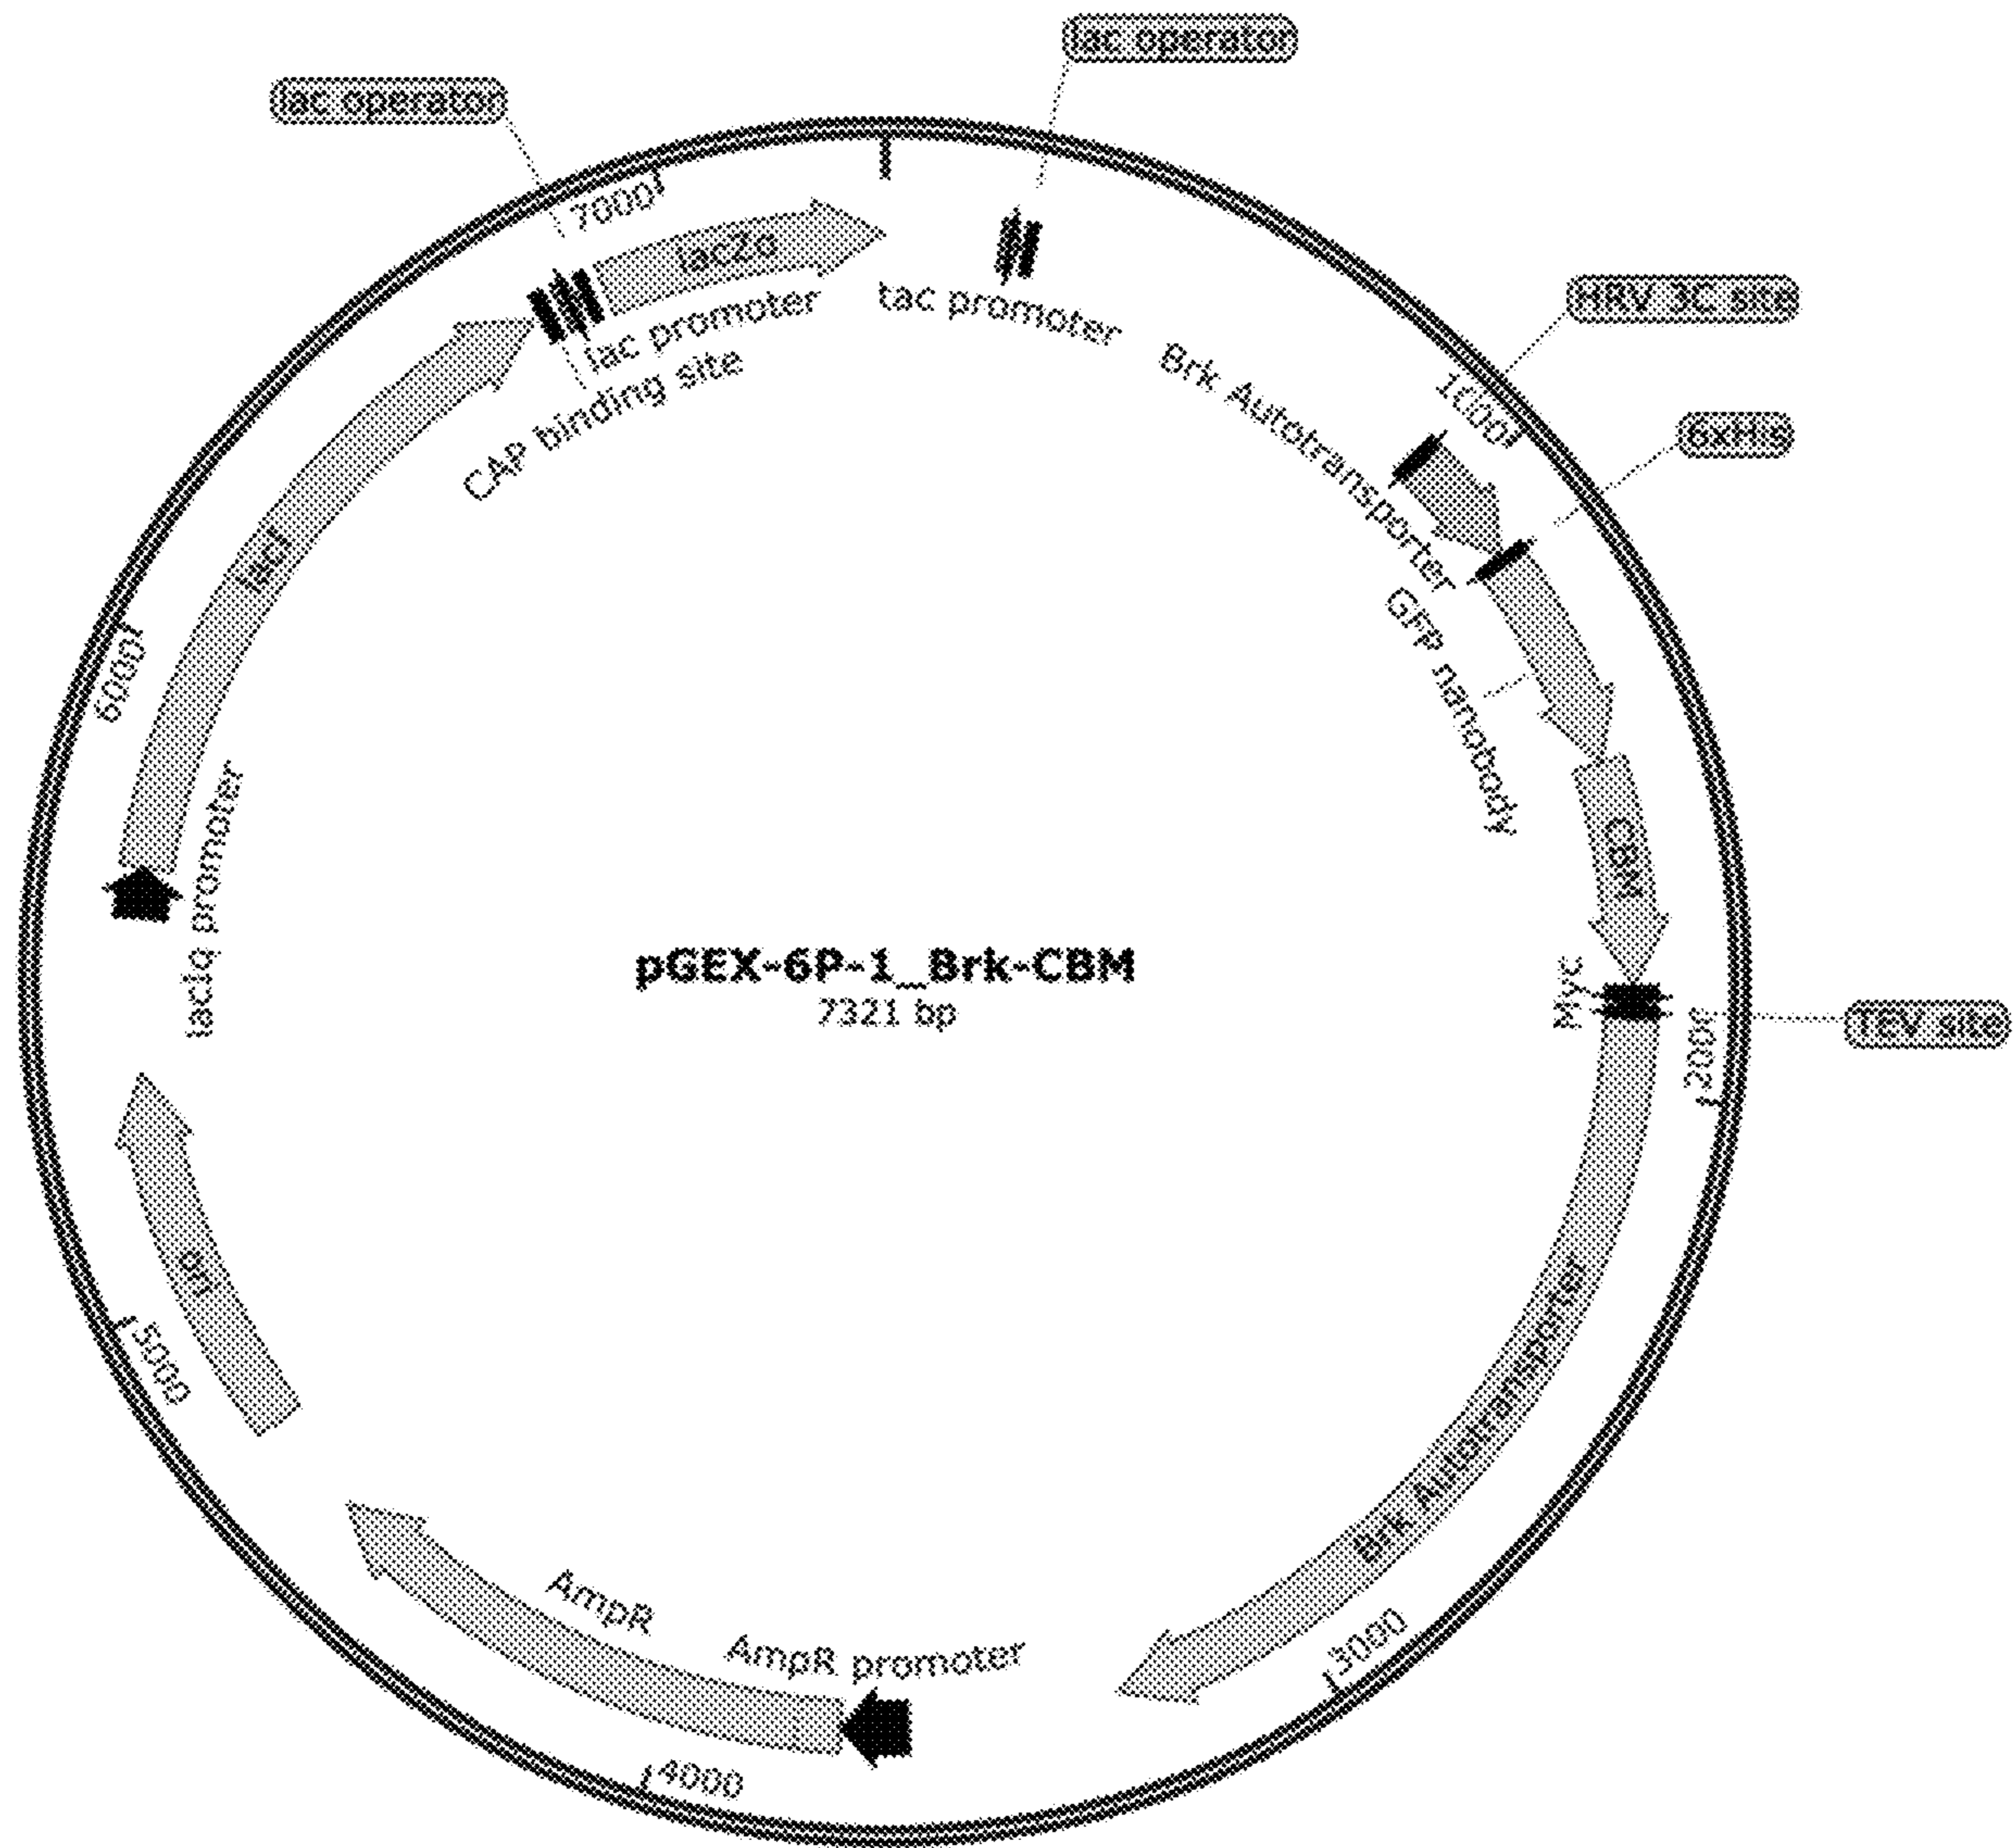 lac operator
lac operator
7000
lacZα
lac promoter
CAP binding site
tac promoter
HRV 3C site
1000
6xHis
Brk Autotransporter
GFP nanobody
CBM
Myc
TEV site
2000
lacI
6000
lacIq promoter
pGEX-6P-1_Brk-CBM
7321 bp
ori
5000
Brk Autotransporter
3000
AmpR
AmpR promoter
4000